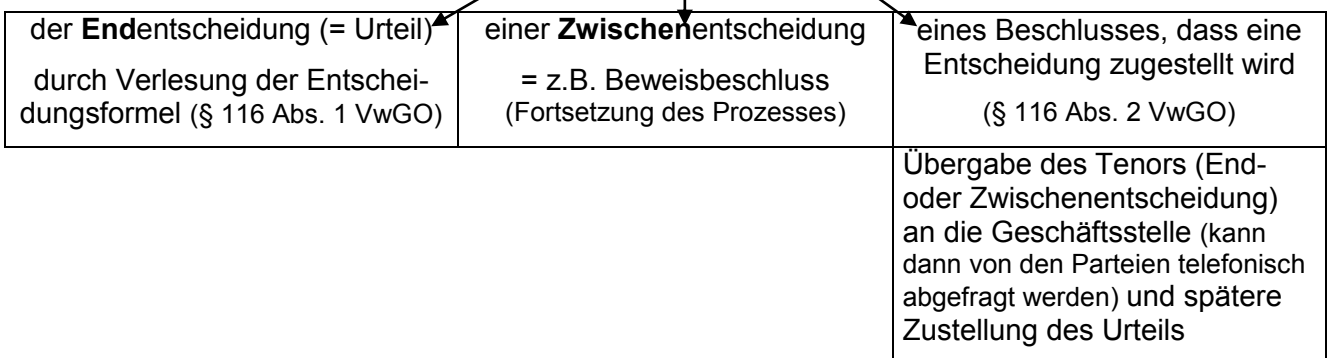 der Endentscheidung (= Urteil)
durch Verlesung der Entschei-
dungsformel (§ 116 Abs. 1 VwGO)
einer Zwischenentscheidung
= z.B. Beweisbeschluss
(Fortsetzung des Prozesses)
eines Beschlusses, dass eine
Entscheidung zugestellt wird
(§ 116 Abs. 2 VwGO)
Übergabe des Tenors (End-
oder Zwischenentscheidung)
an die Geschäftsstelle (kann
dann von den Parteien telefonisch
abgefragt werden) und spätere
Zustellung des Urteils